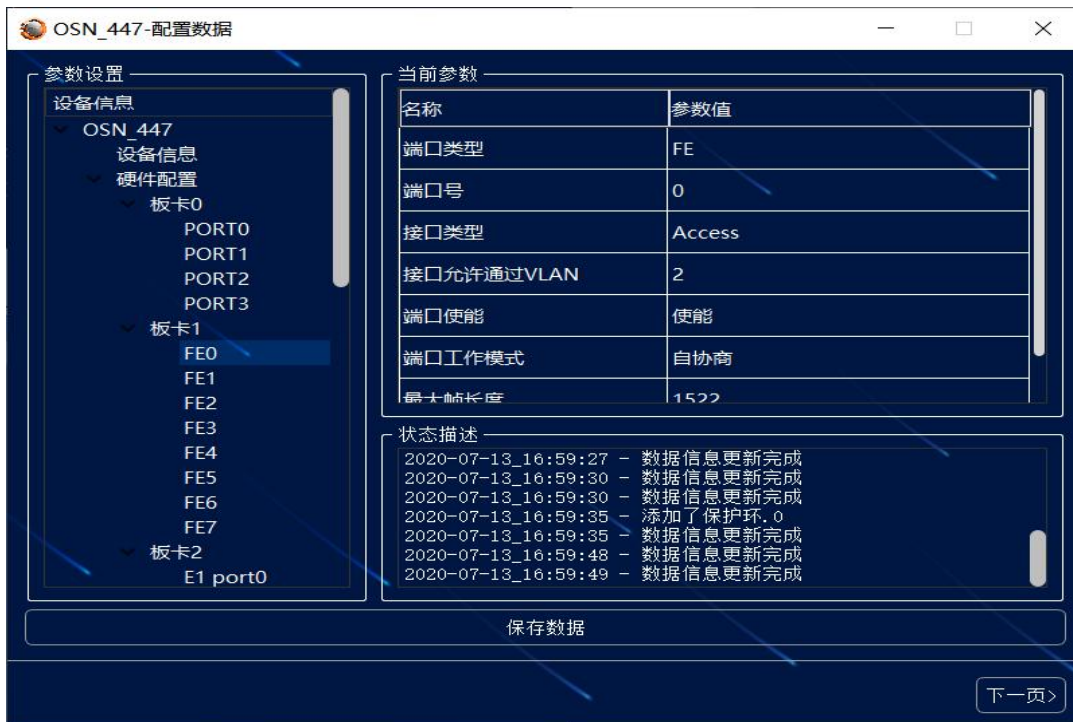 OSN_447-配置数据
参数设置
设备信息
OSN_447
设备信息
硬件配置
板卡0
PORT0
PORT1
PORT2
PORT3
板卡1
FE0
FE1
FE2
FE3
FE4
FE5
FE6
FE7
板卡2
E1 port0
当前参数
名称 参数值
端口类型 FE
端口号 0
接口类型 Access
接口允许通过VLAN 2
端口使能 使能
端口工作模式 自协商
最大帧长度 1522
状态描述
2020-07-13_16:59:27 - 数据信息更新完成
2020-07-13_16:59:30 - 数据信息更新完成
2020-07-13_16:59:30 - 数据信息更新完成
2020-07-13_16:59:35 - 添加了保护环.0
2020-07-13_16:59:35 - 数据信息更新完成
2020-07-13_16:59:48 - 数据信息更新完成
2020-07-13_16:59:49 - 数据信息更新完成
保存数据
下一页>